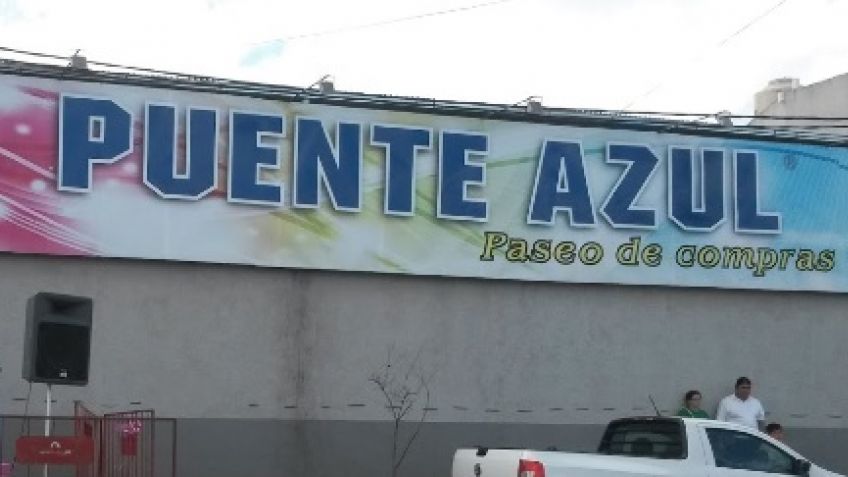 PUENTE AZUL
Paseo de compras